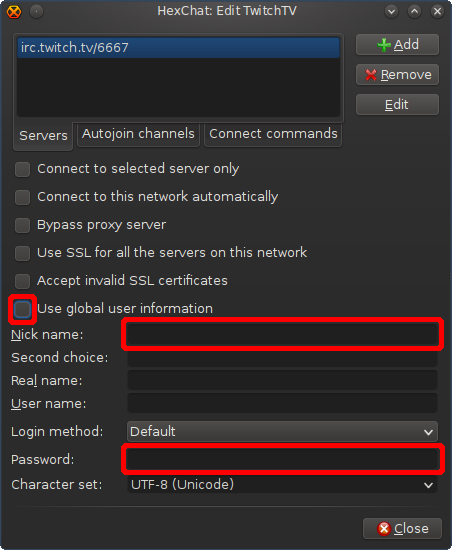 HexChat: Edit TwitchTV
irc.twitch.tv/6667
Add
Remove
Edit
Servers
Autojoin channels
Connect commands
Connect to selected server only
Connect to this network automatically
Bypass proxy server
Use SSL for all the servers on this network
Accept invalid SSL certificates
Use global user information
Nick name:
Second choice:
Real name:
User name:
Login method: Default
Password:
Character set: UTF-8 (Unicode)
Close